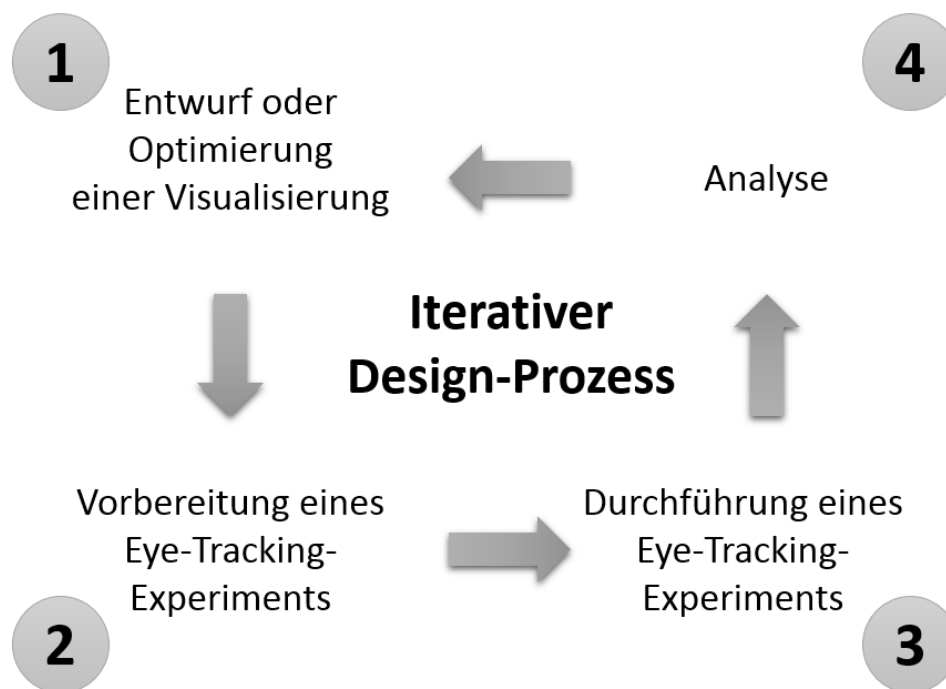 1
Entwurf oder
Optimierung
einer Visualisierung
4
Analyse
Iterativer
Design-Prozess
Vorbereitung eines
Eye-Tracking-
Experiments
2
Durchführung eines
Eye-Tracking-
Experiments
3